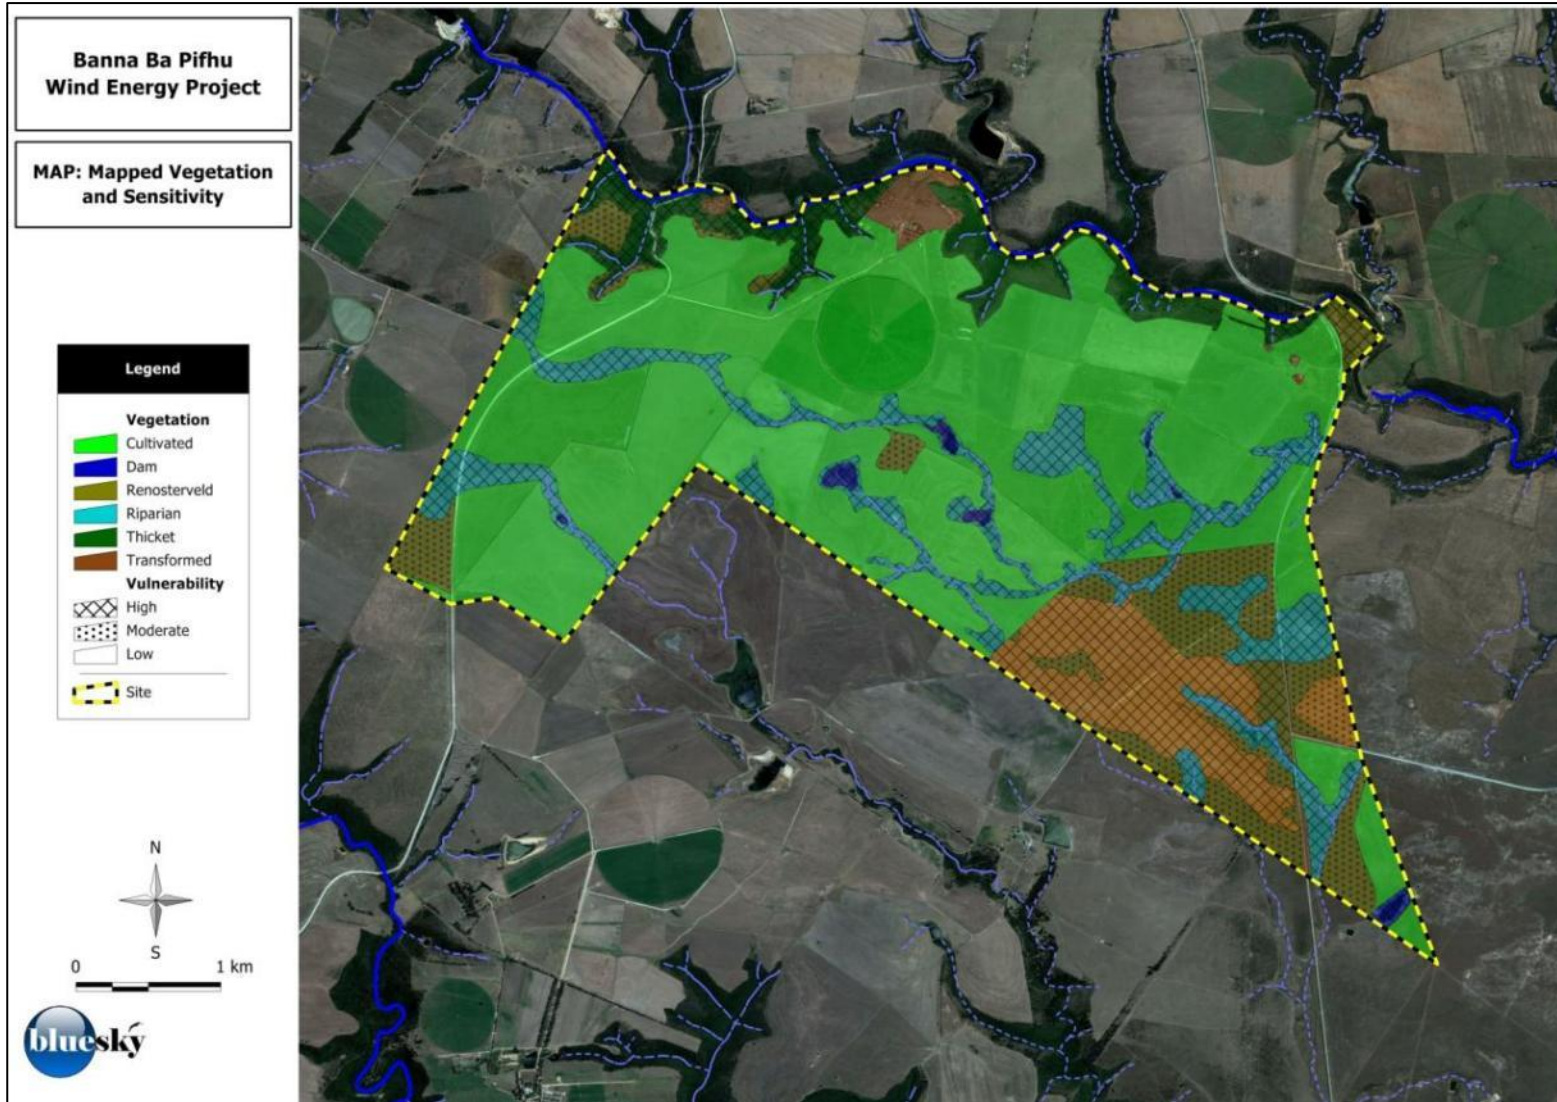 Banna Ba Pifhu
Wind Energy Project
MAP: Mapped Vegetation
and Sensitivity
Legend
Vegetation
Cultivated
Dam
Renosterveld
Riparian
Thicket
Transformed
Vulnerability
High
Moderate
Low
Site
N
S
0 1 km
bluesky